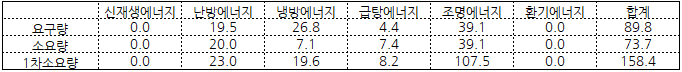 신재생에너지 난방에너지 냉방에너지 급탕에너지 조명에너지 환기에너지 합계
요구량 0.0 19.5 26.8 4.4 39.1 0.0 89.8
소요량 0.0 20.0 7.1 7.4 39.1 0.0 73.7
1차소요량 0.0 23.0 19.6 8.2 107.5 0.0 158.4